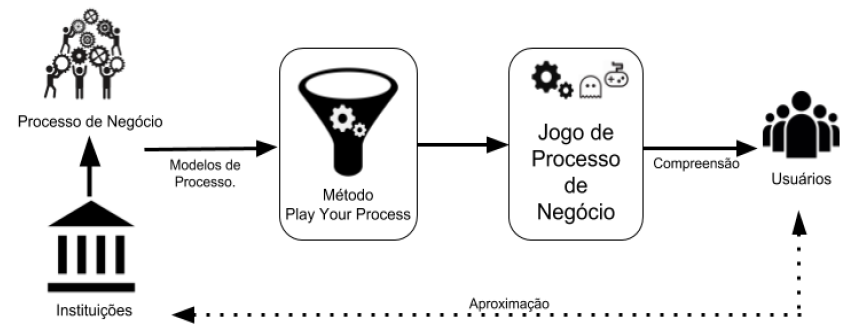 Processo de Negócio
Modelos de
Processo.
Instituições
Método
Play Your Process
Jogo de
Processo
de
Negócio
Compreensão
Usuários
Aproximação